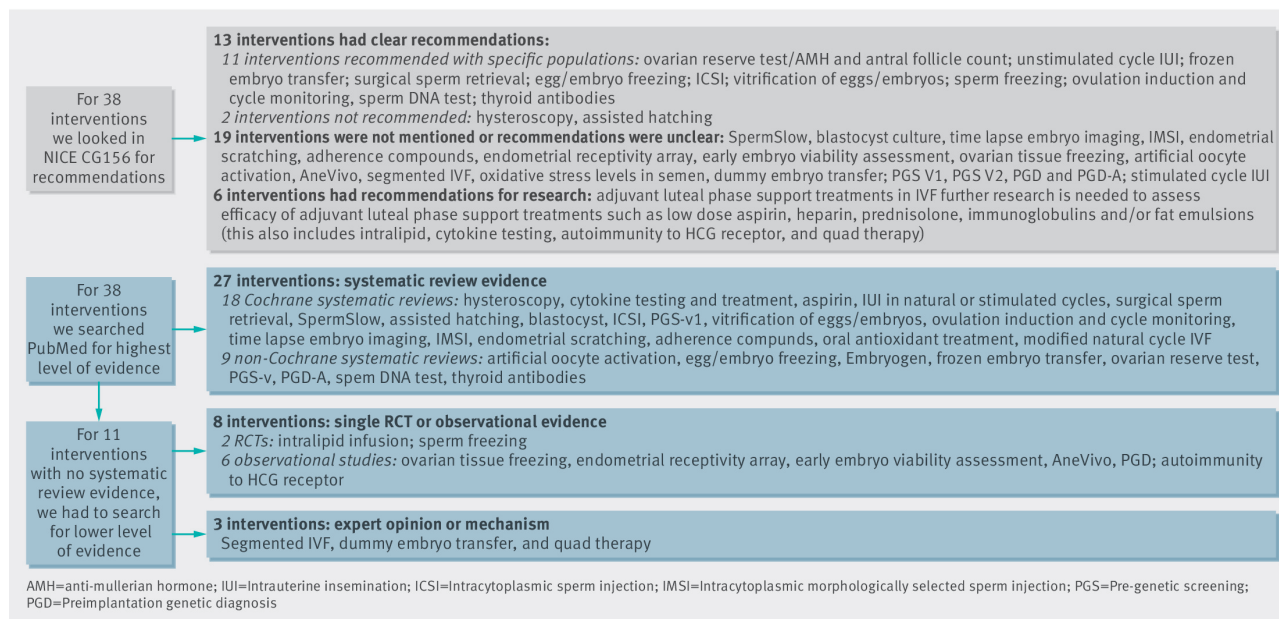 For 38
interventions
we looked in
NICE CG156 for
recommendations
13 interventions had clear recommendations:
11 interventions recommended with specific populations: ovarian reserve test/AMH and antral follicle count; unstimulated cycle IUI; frozen
embryo transfer; surgical sperm retrieval; egg/embryo freezing; ICSI; vitrification of eggs/embryos; sperm freezing; ovulation induction and
cycle monitoring, sperm DNA test; thyroid antibodies
2 interventions not recommended: hysteroscopy, assisted hatching
19 interventions were not mentioned or recommendations were unclear: SpermSlow, blastocyst culture, time lapse embryo imaging, IMSI, endometrial
scratching, adherence compounds, endometrial receptivity array, early embryo viability assessment, ovarian tissue freezing, artificial oocyte
activation, AneVivo, segmented IVF, oxidative stress levels in semen, dummy embryo transfer; PGS V1, PGS V2, PGD and PGD-A; stimulated cycle IUI
6 interventions had recommendations for research: adjuvant luteal phase support treatments in IVF further research is needed to assess
efficacy of adjuvant luteal phase support treatments such as low dose aspirin, heparin, prednisolone, immunoglobulins and/or fat emulsions
(this also includes intralipid, cytokine testing, autoimmunity to HCG receptor, and quad therapy)
For 38
interventions
we searched
PubMed for highest
level of evidence
27 interventions: systematic review evidence
18 Cochrane systematic reviews: hysteroscopy, cytokine testing and treatment, aspirin, IUI in natural or stimulated cycles, surgical sperm
retrieval, SpermSlow, assisted hatching, blastocyst, ICSI, PGS-v1, vitrification of eggs/embryos, ovulation induction and cycle monitoring,
time lapse embryo imaging, IMSI, endometrial scratching, adherence compunds, oral antioxidant treatment, modified natural cycle IVF
9 non-Cochrane systematic reviews: artificial oocyte activation, egg/embryo freezing, Embryogen, frozen embryo transfer, ovarian reserve test,
PGS-v, PGD-A, spem DNA test, thyroid antibodies
For 11
interventions
with no systematic
review evidence,
we had to search
for lower level
of evidence
8 interventions: single RCT or observational evidence
2 RCTs: intralipid infusion; sperm freezing
6 observational studies: ovarian tissue freezing, endometrial receptivity array, early embryo viability assessment, AneVivo, PGD; autoimmunity
to HCG receptor
3 interventions: expert opinion or mechanism
Segmented IVF, dummy embryo transfer, and quad therapy
AMH=anti-mullerian hormone; IUI=Intrauterine insemination; ICSI=Intracytoplasmic sperm injection; IMSI=Intracytoplasmic morphologically selected sperm injection; PGS=Pre-genetic screening;
PGD=Preimplantation genetic diagnosis